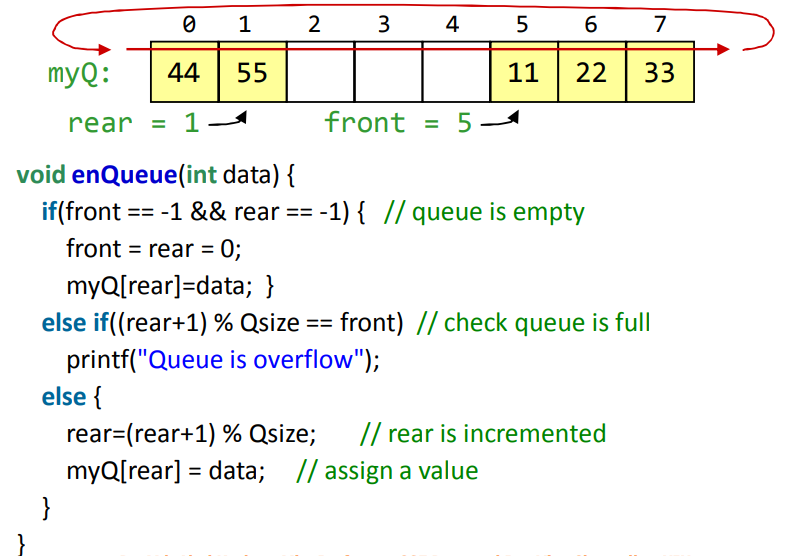 0 1 2 3 4 5 6 7
myQ: 44 55 11 22 33
rear = 1 front = 5
void enQueue(int data) {
if(front == -1 && rear == -1) { // queue is empty
front = rear = 0;
myQ[rear]=data; }
else if((rear+1) % Qsize == front) // check queue is full
printf("Queue is overflow");
else {
rear=(rear+1) % Qsize; // rear is incremented
myQ[rear] = data; // assign a value
}
}